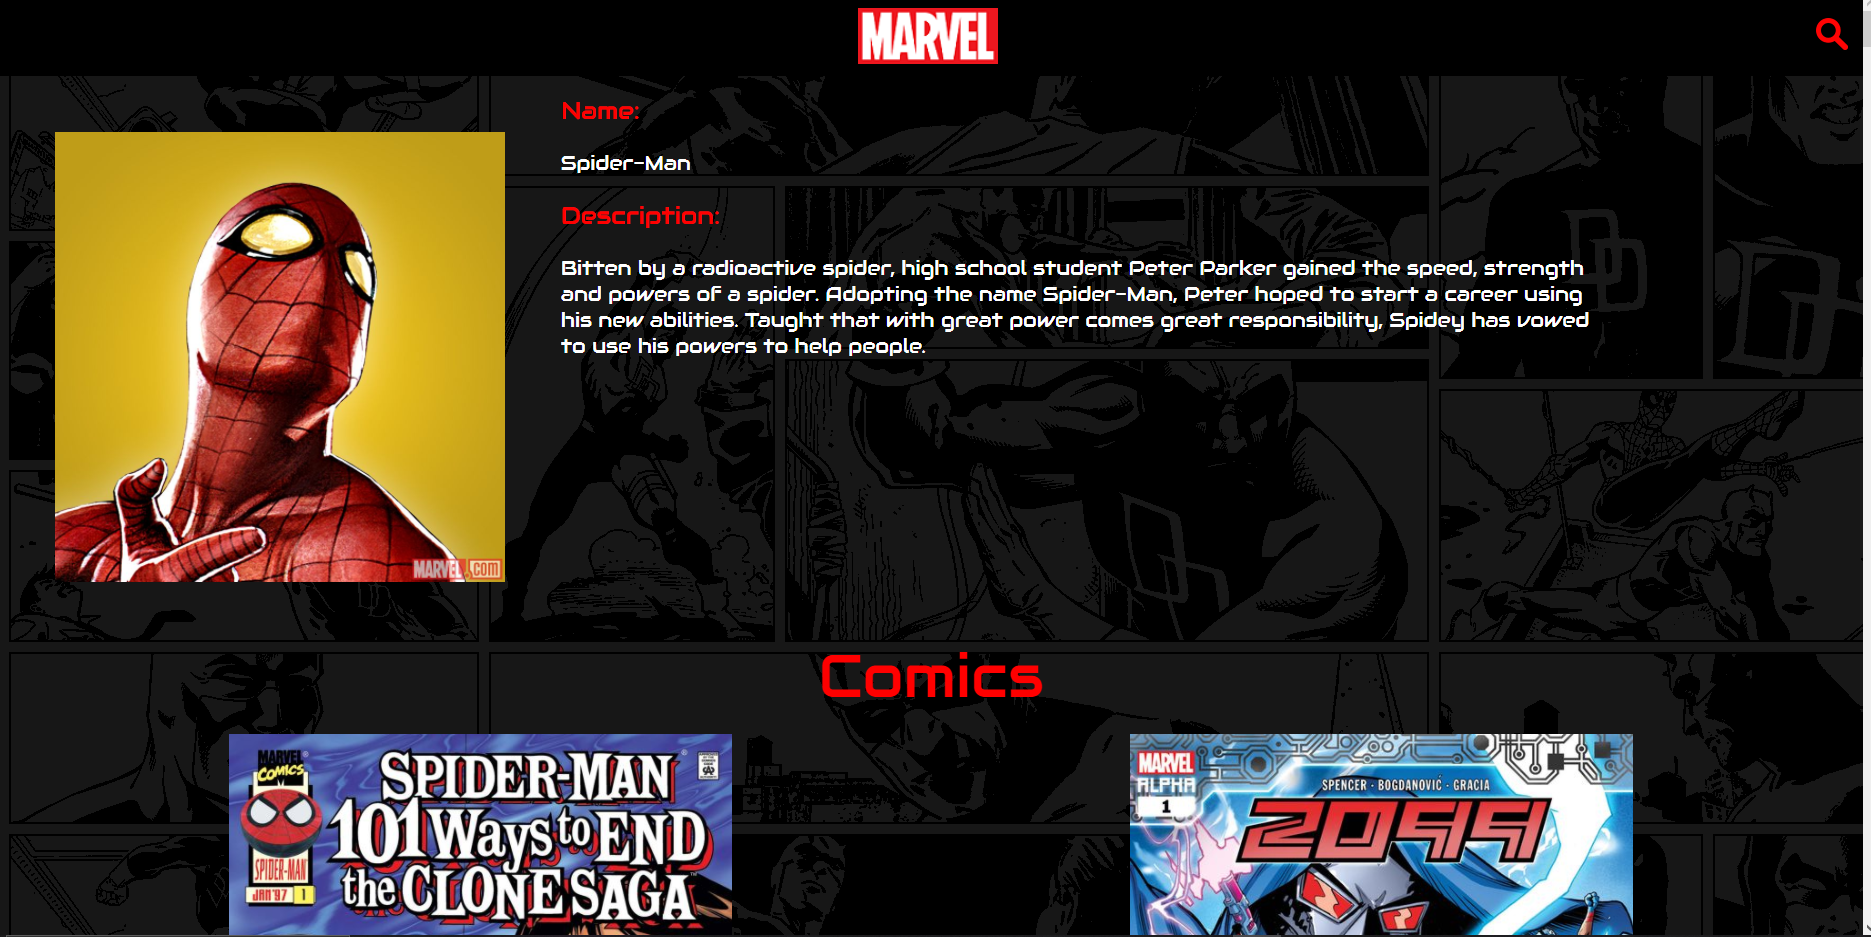 MARVEL
Name:
Spider-Man
Description:
Bitten by a radioactive spider, high school student Peter Parker gained the speed, strength
and powers of a spider. Adopting the name Spider-Man, Peter hoped to start a career using
his new abilities. Taught that with great power comes great responsibility, Spidey has vowed
to use his powers to help people.
MARVEL.com
Comics
MARVEL
COMICS
SPIDER-MAN
JAN '97 1
SPIDER-MAN
101 Ways to END
the CLONE SAGA
MARVEL
ALPHA
1
SPENCER · BOGDANOVIĆ · GRACIA
2099